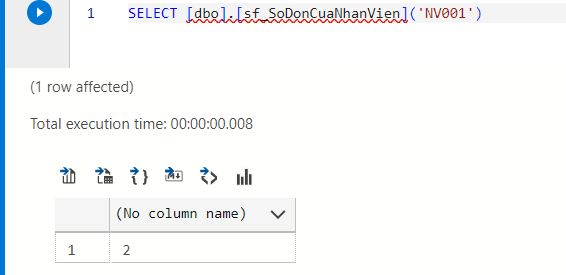 1 SELECT [dbo].[sf_SoDonCuaNhanVien]('NV001')
(1 row affected)
Total execution time: 00:00:00.008
(No column name)
1 2